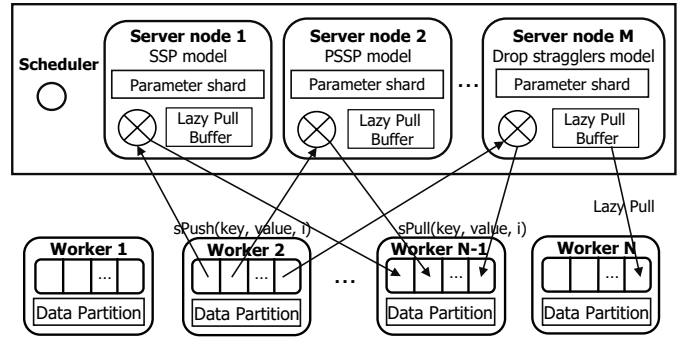 Scheduler
Server node 1
SSP model
Parameter shard
Lazy Pull
Buffer
Server node 2
PSSP model
Parameter shard
Lazy Pull
Buffer
...
Server node M
Drop stragglers model
Parameter shard
Lazy Pull
Buffer
sPush(key, value, i)
sPull(key, value, i)
Lazy Pull
Worker 1
...
Data Partition
Worker 2
...
Data Partition
...
Worker N-1
...
Data Partition
Worker N
...
Data Partition